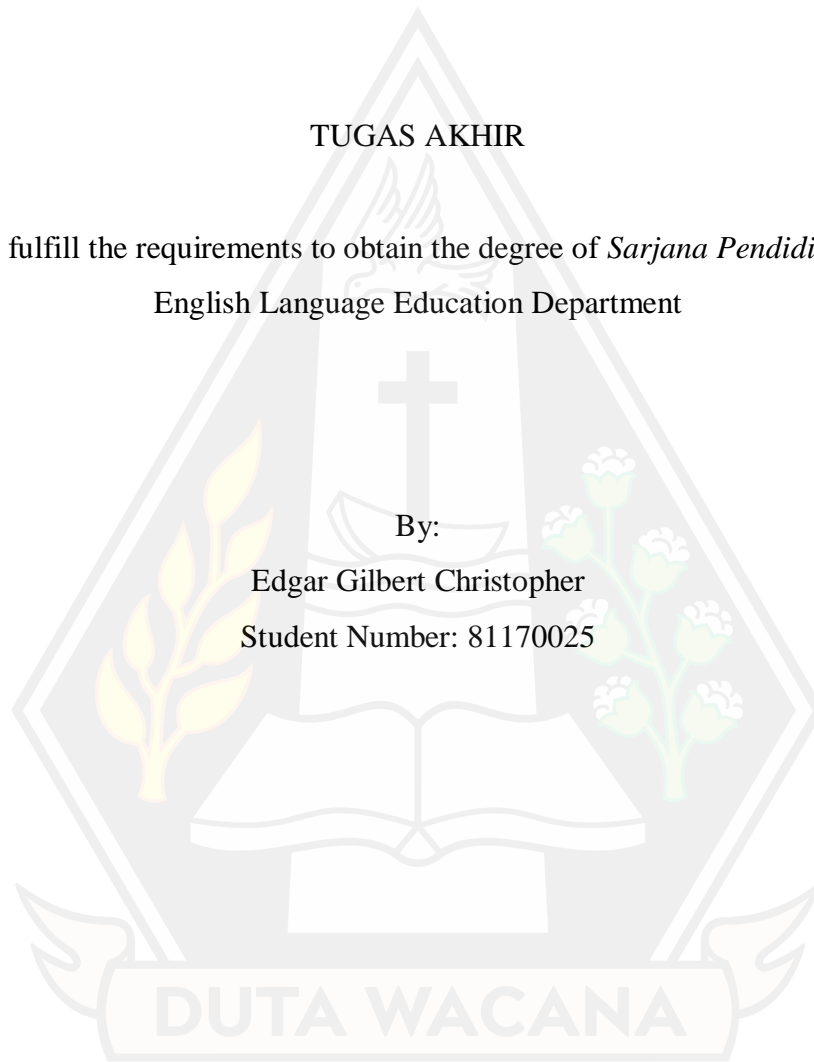 TUGAS AKHIR
fulfill the requirements to obtain the degree of Sarjana Pendidi
English Language Education Department
By:
Edgar Gilbert Christopher
Student Number: 81170025
DUTA WACANA